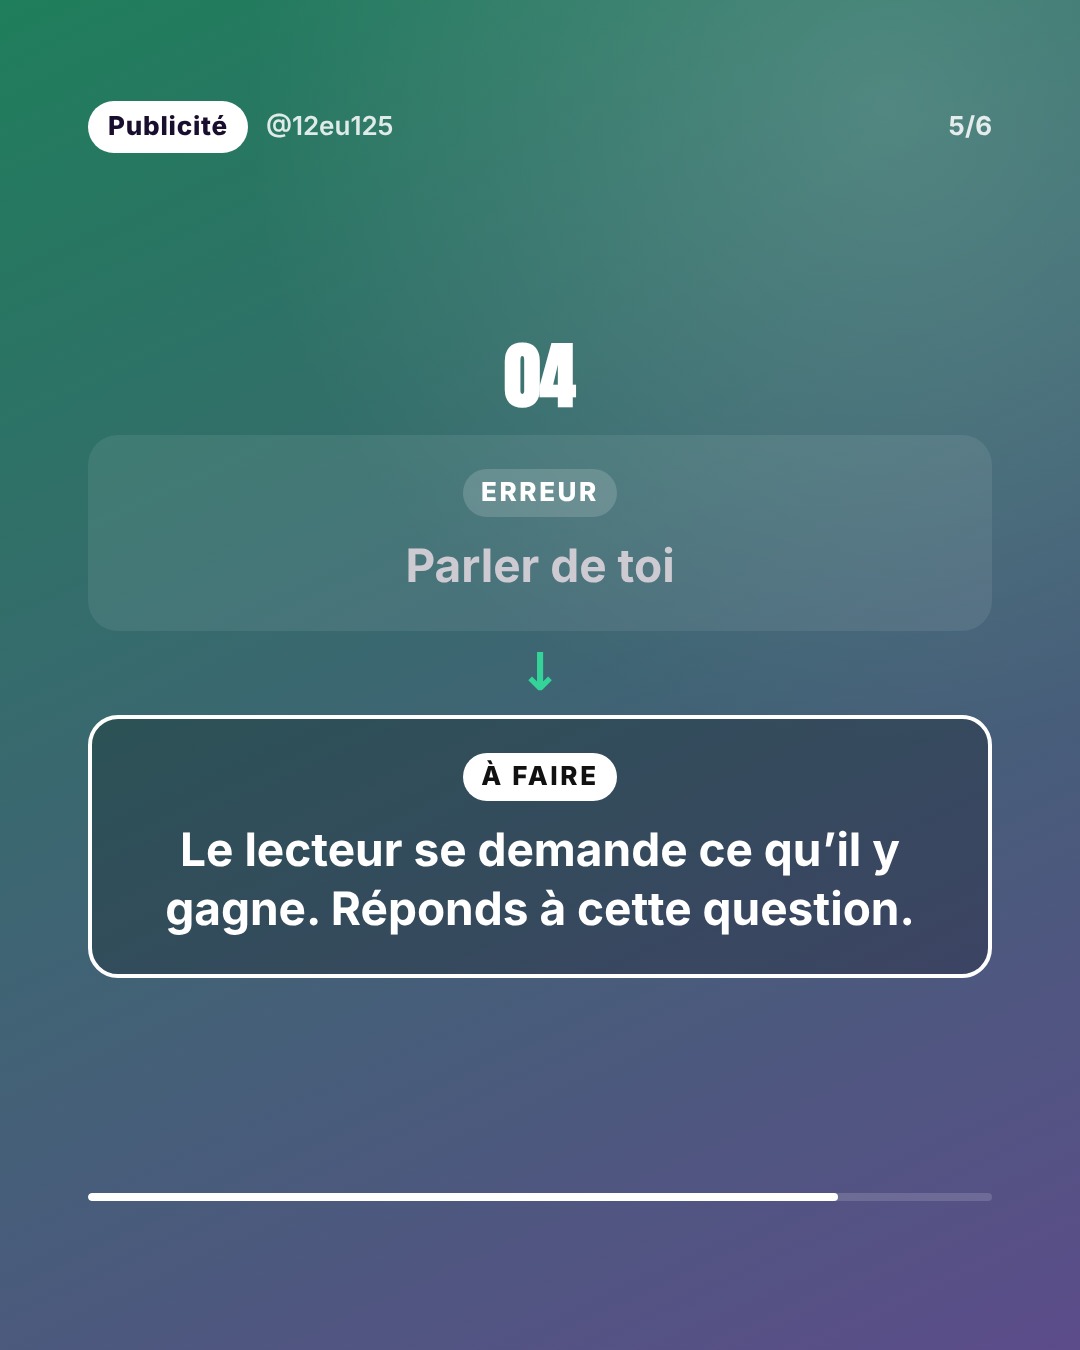 Publicité @12eu125 5/6
04
ERREUR
Parler de toi
↓
À FAIRE
Le lecteur se demande ce qu’il y
gagne. Réponds à cette question.